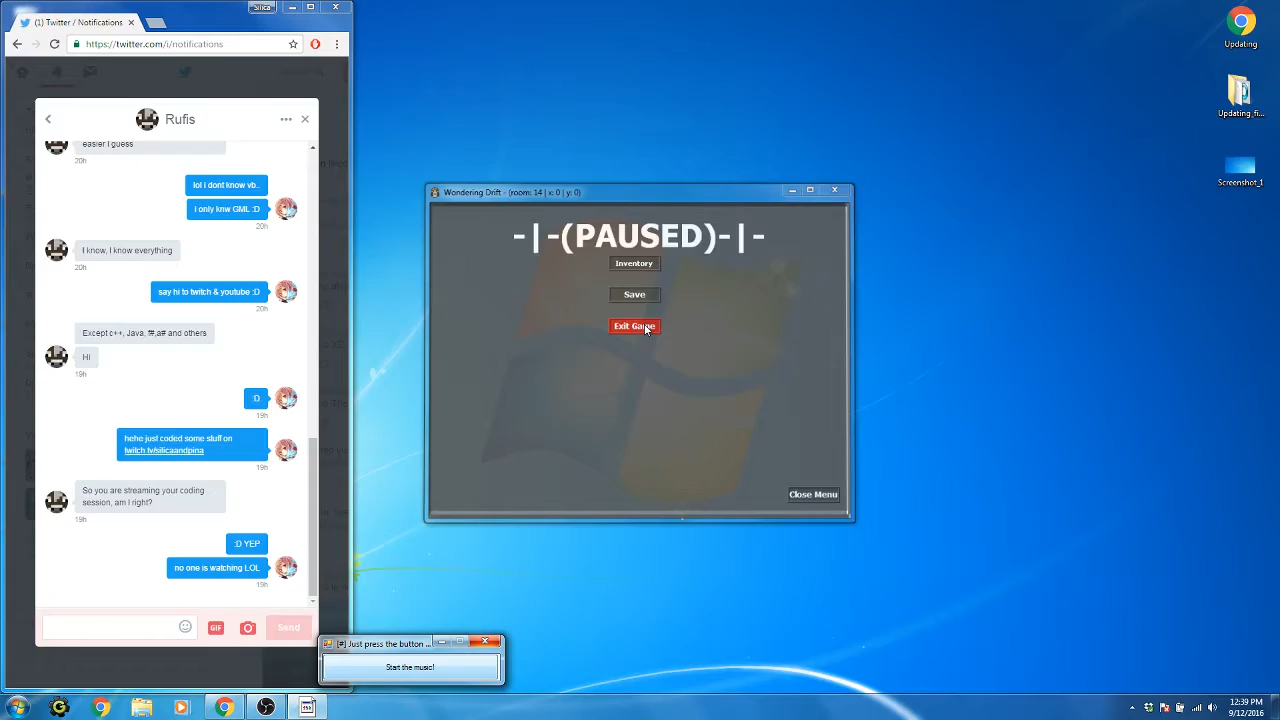 Silica
(1) Twitter / Notifications
https://twitter.com/i/notifications
Rufis
easier I guess
20h
lol i dont know vb..
I only knw GML :D
20h
I know, I know everything
20h
say hi to twitch & youtube :D
20h
Except c++, Java, f#,a# and others
Hi
19h
:D
19h
hehe just coded some stuff on
twitch.tv/silicaandpina
19h
So you are streaming your coding
session, am I right?
19h
:D YEP
no one is watching LOL
19h
GIF
Send
[#] Just press the button ...
Start the music!
Wondering Drift - (room: 14 | x: 0 | y: 0)
-|-(PAUSED)-|-
Inventory
Save
Exit Game
Close Menu
Updating
Updating_fi...
Screenshot_1
12:39 PM
9/12/2016